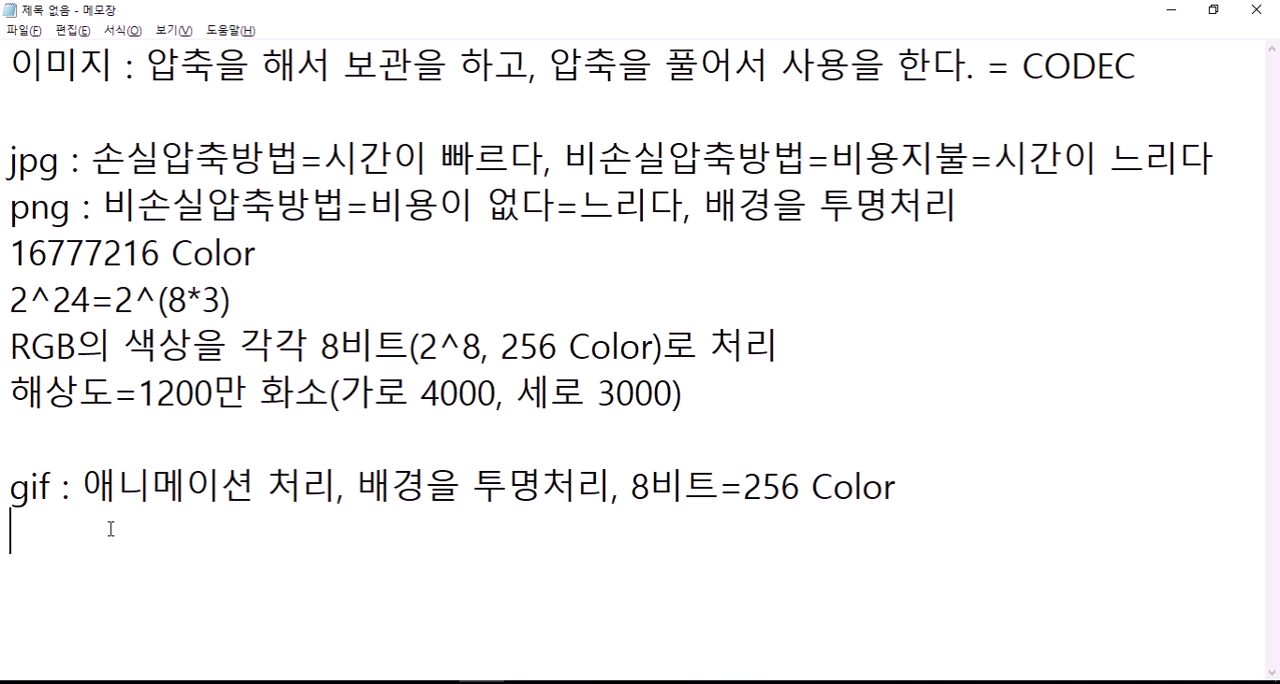 제목 없음 - 메모장
파일(F) 편집(E) 서식(O) 보기(V) 도움말(H)
이미지 : 압축을 해서 보관을 하고, 압축을 풀어서 사용을 한다. = CODEC
jpg : 손실압축방법=시간이 빠르다, 비손실압축방법=비용지불=시간이 느리다
png : 비손실압축방법=비용이 없다=느리다, 배경을 투명처리
16777216 Color
2^24=2^(8*3)
RGB의 색상을 각각 8비트(2^8, 256 Color)로 처리
해상도=1200만 화소(가로 4000, 세로 3000)
gif : 애니메이션 처리, 배경을 투명처리, 8비트=256 Color